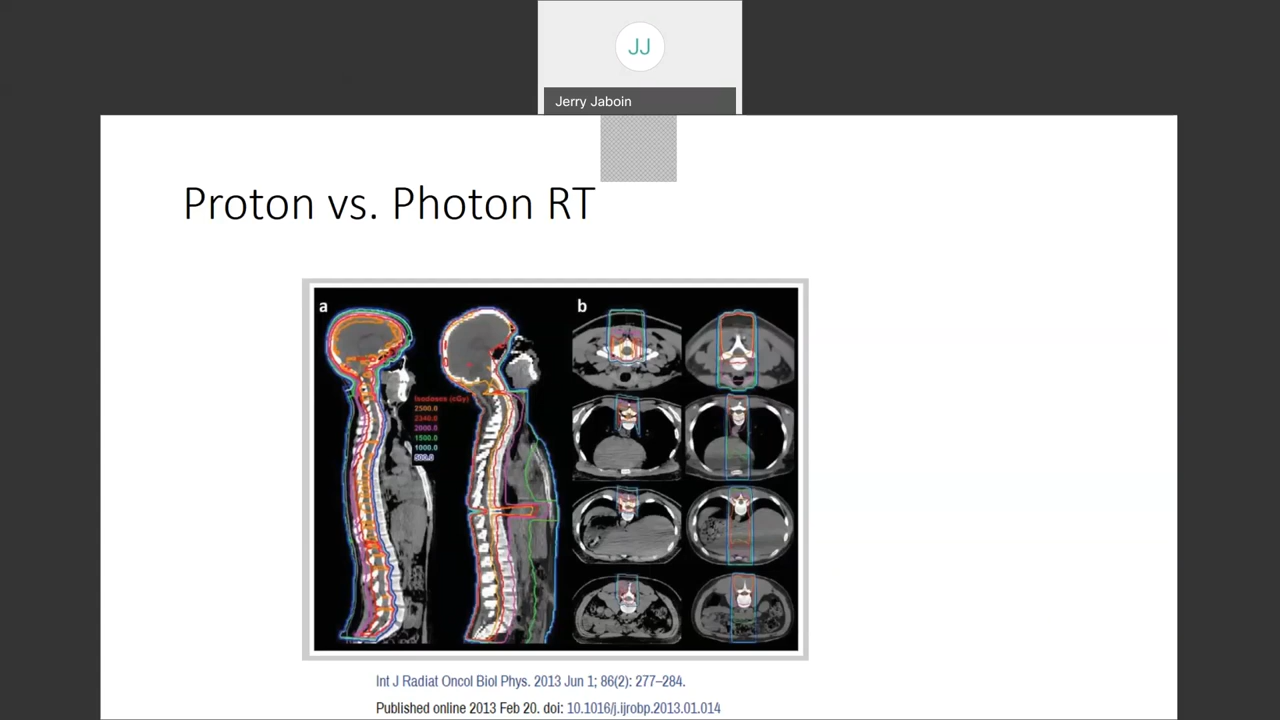 JJ
Jerry Jaboin
Proton vs. Photon RT
a
b
Isodoses (cGy)
2500.0
2340.0
2000.0
1500.0
1000.0
500.0
Int J Radiat Oncol Biol Phys. 2013 Jun 1; 86(2): 277–284.
Published online 2013 Feb 20. doi: 10.1016/j.ijrobp.2013.01.014